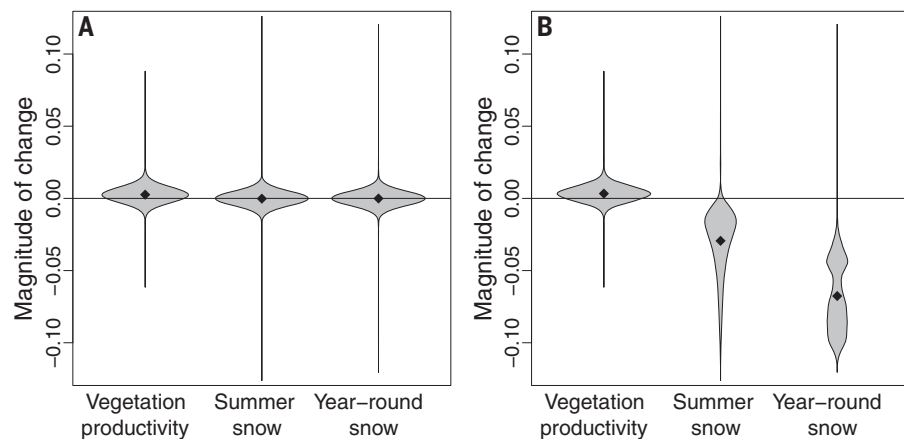 A
Magnitude of change
0.10
0.05
0.00
−0.05
−0.10
Vegetation Summer Year−round
productivity snow snow
B
Magnitude of change
0.10
0.05
0.00
−0.05
−0.10
Vegetation Summer Year−round
productivity snow snow